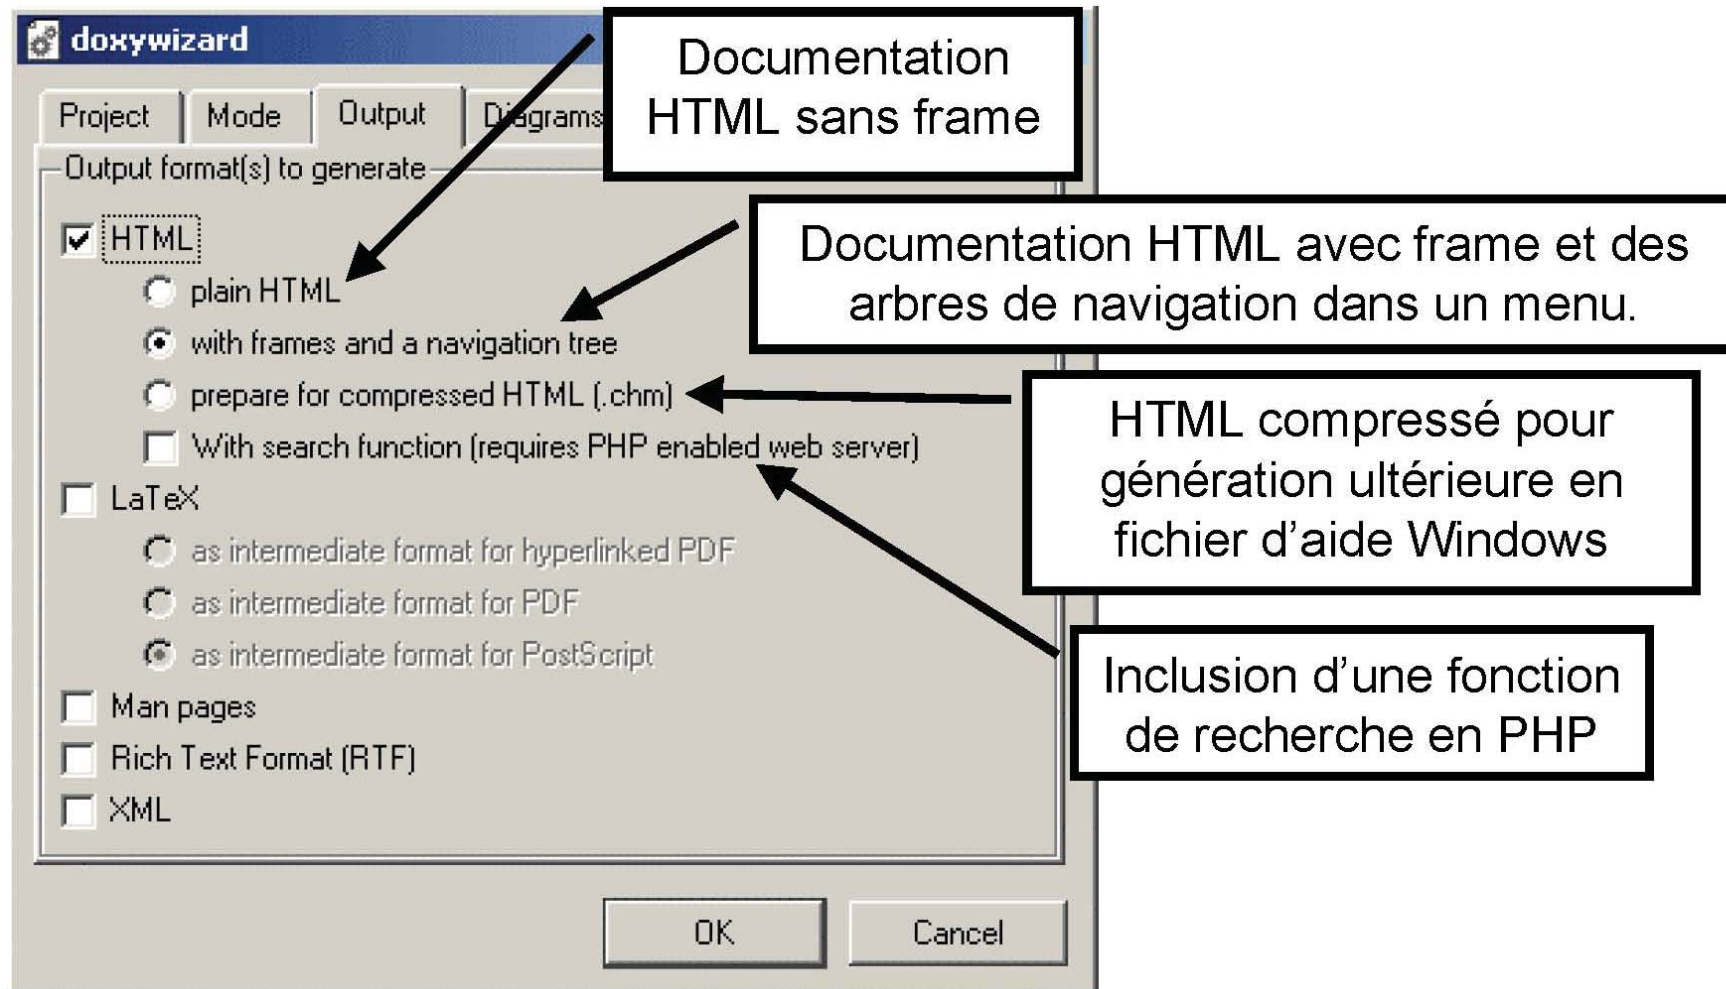 doxywizard
Documentation
HTML sans frame
Project
Mode
Output
Diagrams
Output format(s) to generate
HTML
plain HTML
with frames and a navigation tree
prepare for compressed HTML (.chm)
With search function (requires PHP enabled web server)
Documentation HTML avec frame et des
arbres de navigation dans un menu.
HTML compressé pour
génération ultérieure en
fichier d’aide Windows
LaTeX
as intermediate format for hyperlinked PDF
as intermediate format for PDF
as intermediate format for PostScript
Inclusion d’une fonction
de recherche en PHP
Man pages
Rich Text Format (RTF)
XML
OK
Cancel